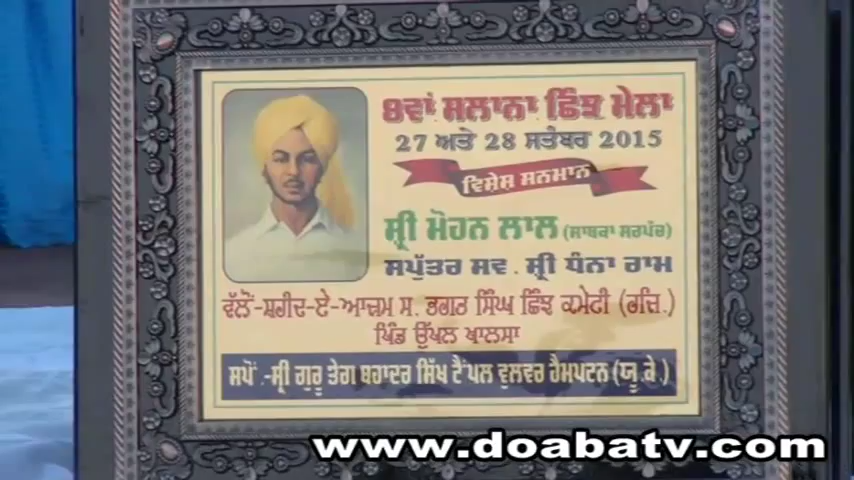 8ਵਾਂ ਸਲਾਨਾ ਛਿੰਝ ਮੇਲਾ
27 ਅਤੇ 28 ਸਤੰਬਰ 2015
ਵਿਸ਼ੇਸ਼ ਸਨਮਾਨ
ਸ਼੍ਰੀ ਮੋਹਨ ਲਾਲ (ਸਾਬਕਾ ਸਰਪੰਚ)
ਸਪੁੱਤਰ ਸਵ. ਸ਼੍ਰੀ ਧੰਨਾ ਰਾਮ
ਵੱਲੋਂ-ਸ਼ਹੀਦ-ਏ-ਆਜ਼ਮ ਸ. ਭਗਤ ਸਿੰਘ ਛਿੰਝ ਕਮੇਟੀ (ਰਜਿ.)
ਪਿੰਡ ਉੱਪਲ ਖਾਲਸਾ
ਸਪੋਂ.-ਸ਼੍ਰੀ ਗੁਰੂ ਤੇਗ ਬਹਾਦਰ ਸਿੱਖ ਟੈਂਪਲ ਵੁਲਵਰ ਹੈਮਪਟਨ (ਯੂ.ਕੇ.)
www.doabatv.com